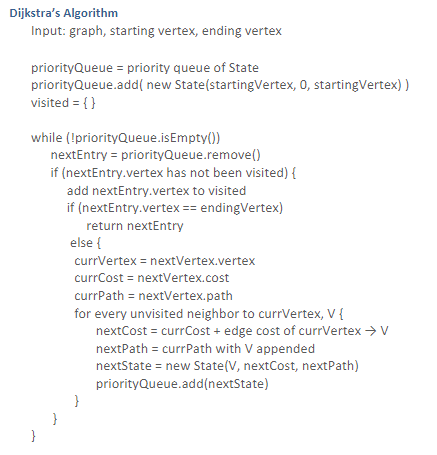 Dijkstra's Algorithm
Input: graph, starting vertex, ending vertex
priorityQueue = priority queue of State
priorityQueue.add( new State(startingVertex, 0, startingVertex) )
visited = { }
while (!priorityQueue.isEmpty())
nextEntry = priorityQueue.remove()
if (nextEntry.vertex has not been visited) {
add nextEntry.vertex to visited
if (nextEntry.vertex == endingVertex)
return nextEntry
else {
currVertex = nextVertex.vertex
currCost = nextVertex.cost
currPath = nextVertex.path
for every unvisited neighbor to currVertex, V {
nextCost = currCost + edge cost of currVertex → V
nextPath = currPath with V appended
nextState = new State(V, nextCost, nextPath)
priorityQueue.add(nextState)
}
}
}